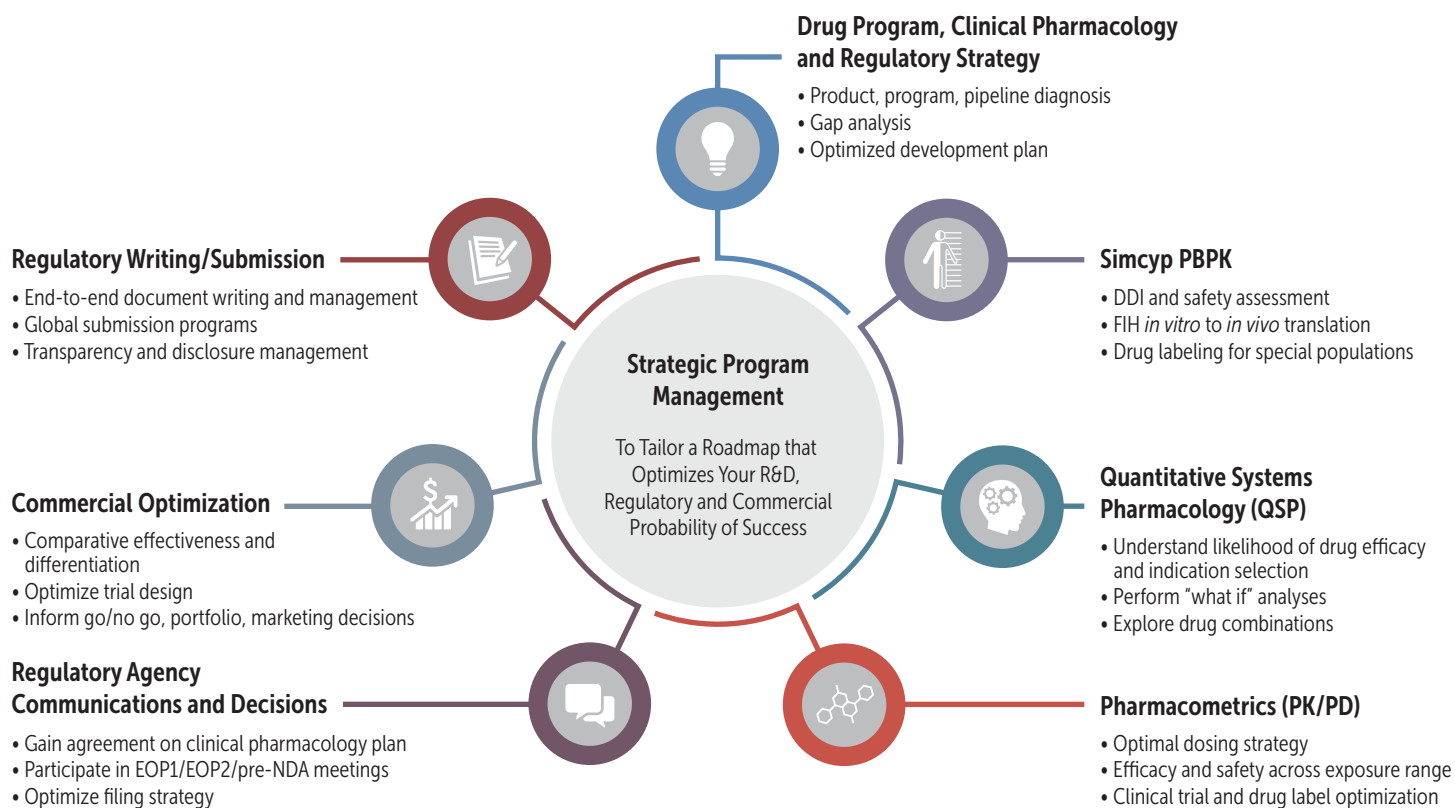 Drug Program, Clinical Pharmacology
and Regulatory Strategy
• Product, program, pipeline diagnosis
• Gap analysis
• Optimized development plan
Simcyp PBPK
• DDI and safety assessment
• FIH in vitro to in vivo translation
• Drug labeling for special populations
Quantitative Systems
Pharmacology (QSP)
• Understand likelihood of drug efficacy
and indication selection
• Perform "what if" analyses
• Explore drug combinations
Pharmacometrics (PK/PD)
• Optimal dosing strategy
• Efficacy and safety across exposure range
• Clinical trial and drug label optimization
Regulatory Agency
Communications and Decisions
• Gain agreement on clinical pharmacology plan
• Participate in EOP1/EOP2/pre-NDA meetings
• Optimize filing strategy
Commercial Optimization
• Comparative effectiveness and
differentiation
• Optimize trial design
• Inform go/no go, portfolio, marketing decisions
$
Regulatory Writing/Submission
• End-to-end document writing and management
• Global submission programs
• Transparency and disclosure management
Strategic Program
Management
To Tailor a Roadmap that
Optimizes Your R&D,
Regulatory and Commercial
Probability of Success